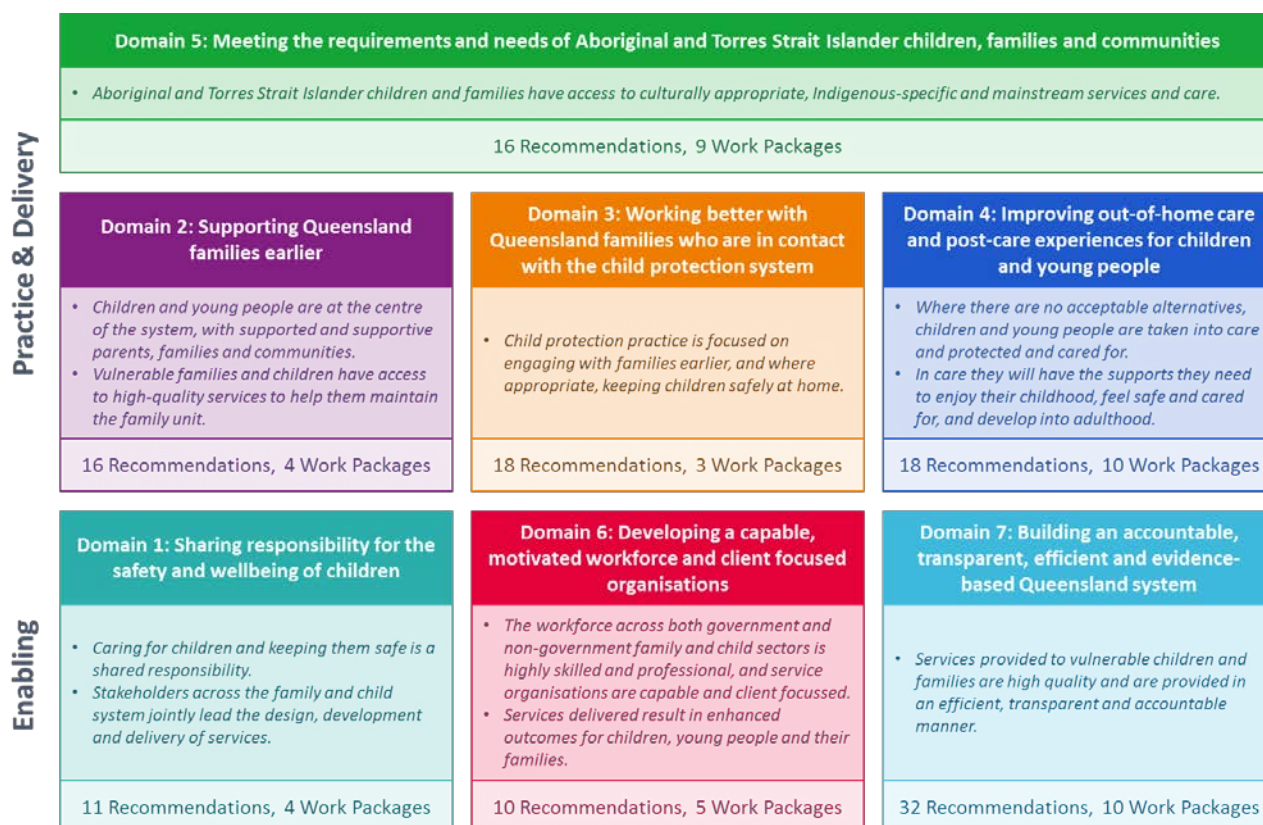 Practice & Delivery
Domain 5: Meeting the requirements and needs of Aboriginal and Torres Strait Islander children, families and communities
• Aboriginal and Torres Strait Islander children and families have access to culturally appropriate, Indigenous-specific and mainstream services and care.
16 Recommendations, 9 Work Packages
Domain 2: Supporting Queensland
families earlier
• Children and young people are at the centre
of the system, with supported and supportive
parents, families and communities.
• Vulnerable families and children have access
to high-quality services to help them maintain
the family unit.
16 Recommendations, 4 Work Packages
Domain 3: Working better with
Queensland families who are in contact
with the child protection system
• Child protection practice is focused on
engaging with families earlier, and where
appropriate, keeping children safely at home.
18 Recommendations, 3 Work Packages
Domain 4: Improving out-of-home care
and post-care experiences for children
and young people
• Where there are no acceptable alternatives,
children and young people are taken into care
and protected and cared for.
• In care they will have the supports they need
to enjoy their childhood, feel safe and cared
for, and develop into adulthood.
18 Recommendations, 10 Work Packages
Enabling
Domain 1: Sharing responsibility for the
safety and wellbeing of children
• Caring for children and keeping them safe is a
shared responsibility.
• Stakeholders across the family and child
system jointly lead the design, development
and delivery of services.
11 Recommendations, 4 Work Packages
Domain 6: Developing a capable,
motivated workforce and client focused
organisations
• The workforce across both government and
non-government family and child sectors is
highly skilled and professional, and service
organisations are capable and client focussed.
• Services delivered result in enhanced
outcomes for children, young people and their
families.
10 Recommendations, 5 Work Packages
Domain 7: Building an accountable,
transparent, efficient and evidence-
based Queensland system
• Services provided to vulnerable children and
families are high quality and are provided in
an efficient, transparent and accountable
manner.
32 Recommendations, 10 Work Packages